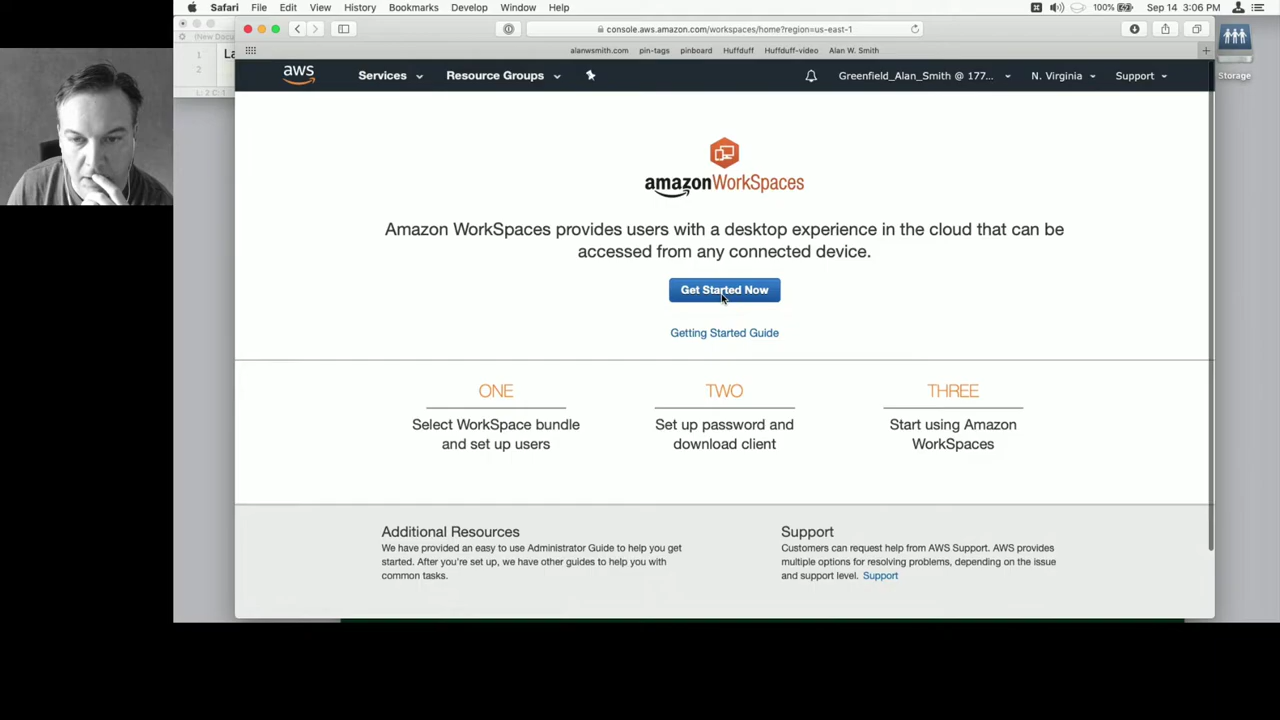 Safari File Edit View History Bookmarks Develop Window Help 100% Sep 14 3:06 PM
console.aws.amazon.com/workspaces/home?region=us-east-1
(New Docu
alanwsmith.com pin-tags pinboard Huffduff Huffduff-video Alan W. Smith
1 La
2
L: 2 C: 1
Storage
aws Services Resource Groups Greenfield_Alan_Smith @ 177... N. Virginia Support
amazon WorkSpaces
Amazon WorkSpaces provides users with a desktop experience in the cloud that can be
accessed from any connected device.
Get Started Now
Getting Started Guide
ONE
Select WorkSpace bundle
and set up users
TWO
Set up password and
download client
THREE
Start using Amazon
WorkSpaces
Additional Resources
We have provided an easy to use Administrator Guide to help you get
started. After you're set up, we have other guides to help you with
common tasks.
Support
Customers can request help from AWS Support. AWS provides
multiple options for resolving problems, depending on the issue
and support level. Support